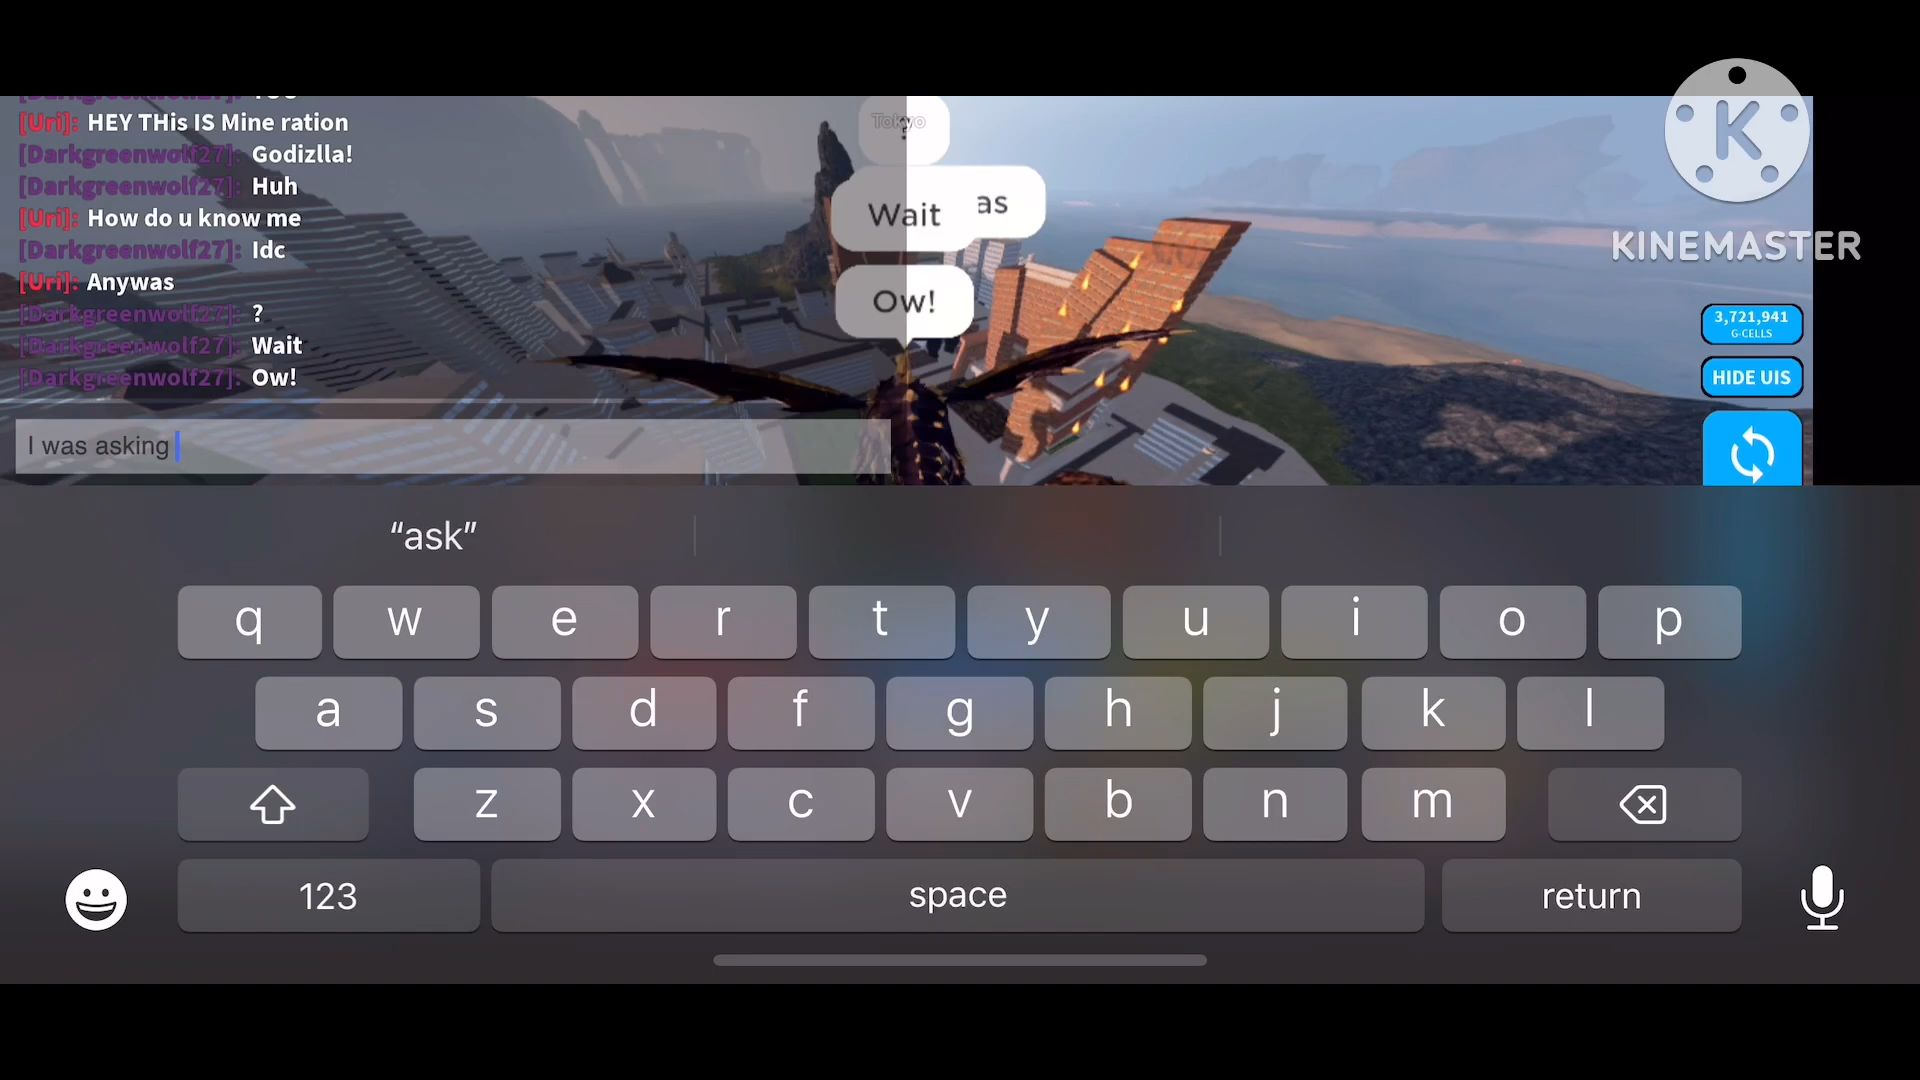 [Uri]: HEY THis IS Mine ration
[Darkgreenwolf27]: Godizlla!
[Darkgreenwolf27]: Huh
[Uri]: How do u know me
[Darkgreenwolf27]: Idc
[Uri]: Anywas
[Darkgreenwolf27]: ?
[Darkgreenwolf27]: Wait
[Darkgreenwolf27]: Ow!
I was asking
Tokyo
?
as
Wait
Ow!
K
KINEMASTER
3,721,941
G-CELLS
HIDE UIS
“ask”
q w e r t y u i o p
a s d f g h j k l
z x c v b n m
123 space return